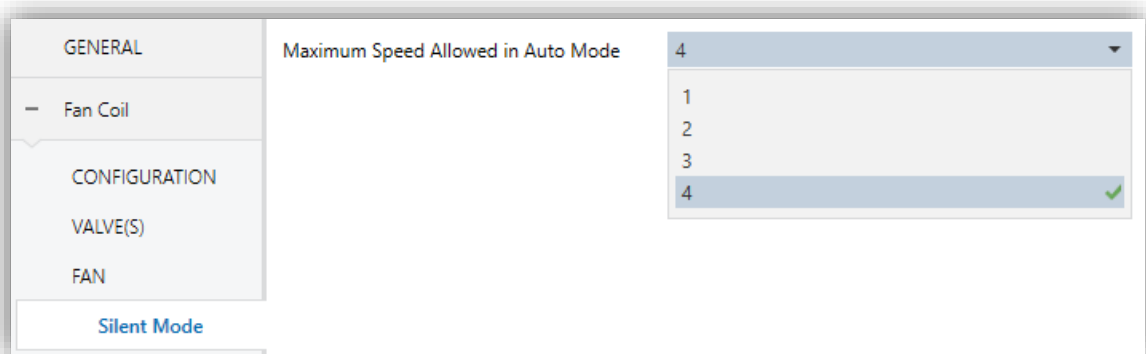 GENERAL
Fan Coil
CONFIGURATION
VALVE(S)
FAN
Silent Mode
Maximum Speed Allowed in Auto Mode
4
1
2
3
4